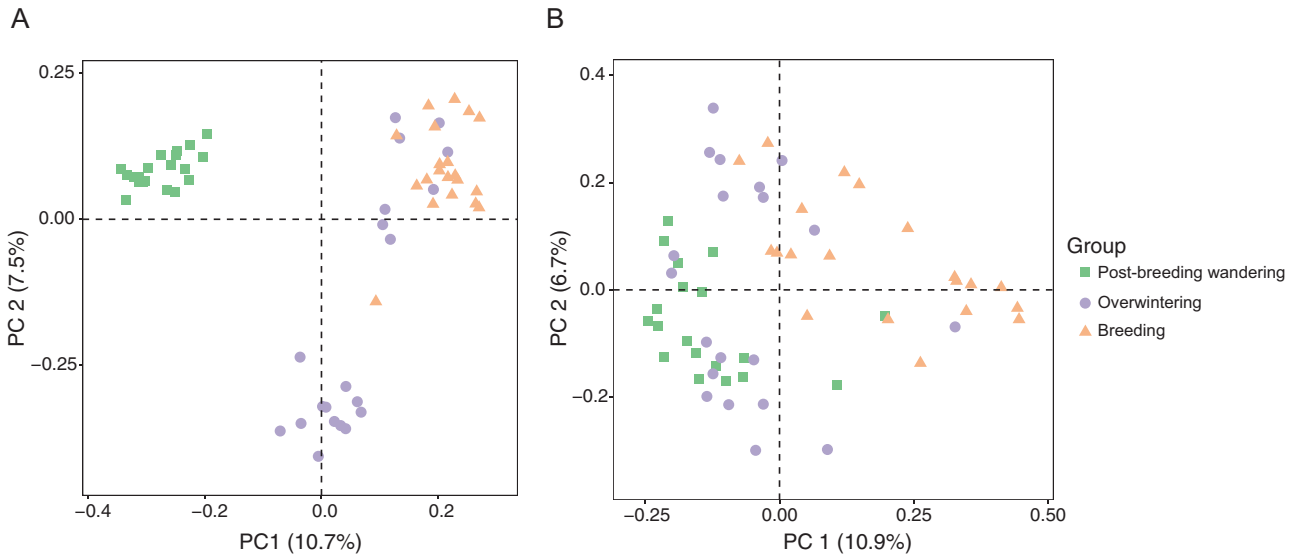 A
B
0.25
0.00
−0.25
PC 2 (7.5%)
−0.4
−0.2
0.0
0.2
PC1 (10.7%)
0.4
0.2
0.0
−0.2
PC 2 (6.7%)
−0.25
0.00
0.25
0.50
PC 1 (10.9%)
Group
Post-breeding wandering
Overwintering
Breeding